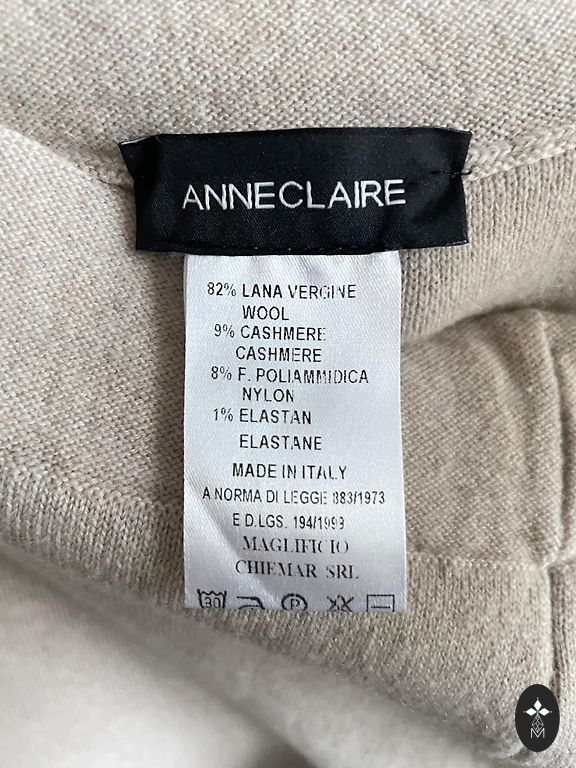 ANNECLAIRE
82% LANA VERGINE
WOOL
9% CASHMERE
CASHMERE
8% F. POLIAMMIDICA
NYLON
1% ELASTAN
ELASTANE
MADE IN ITALY
A NORMA DI LEGGE 883/1973
E D.LGS. 194/1999
MAGLIFICIO
CHIEMAR SRL
30 P
M